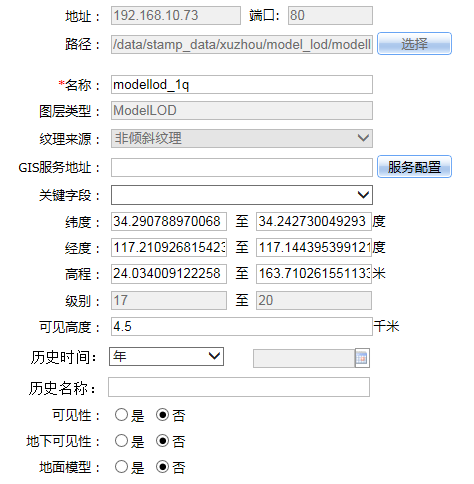 地址： 192.168.10.73 端口: 80
路径： /data/stamp_data/xuzhou/model_lod/modell 选择
*名称： modellod_1q
图层类型： ModelLOD
纹理来源： 非倾斜纹理
GIS服务地址： 服务配置
关键字段：
纬度： 34.290788970068 至 34.242730049293 度
经度： 117.210926815423 至 117.144395399121 度
高程： 24.034009122258 至 163.710261551133 米
级别： 17 至 20
可见高度： 4.5 千米
历史时间： 年
历史名称：
可见性： 是 否
地下可见性： 是 否
地面模型： 是 否